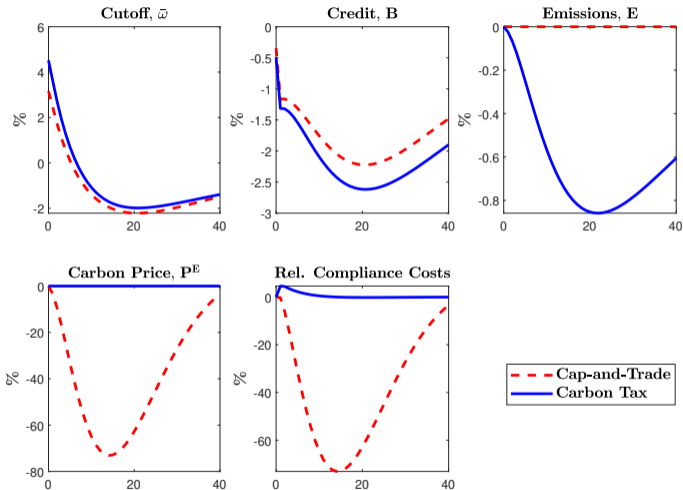 Cutoff, ω̄
Credit, B
Emissions, E
6
4
2
0
-2
%
0 20 40
0
-0.5
-1
-1.5
-2
-2.5
-3
%
0 20 40
0
-0.2
-0.4
-0.6
-0.8
%
0 20 40
Carbon Price, P^E
Rel. Compliance Costs
0
-20
-40
-60
-80
%
0 20 40
0
-20
-40
-60
%
0 20 40
Cap-and-Trade
Carbon Tax